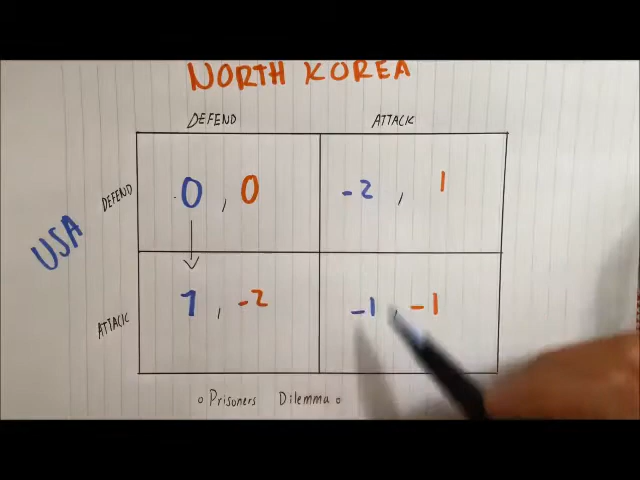 NORTH KOREA
DEFEND ATTACK
DEFEND 0 , 0 -2 , 1
USA
ATTACK 1 , -2 -1 , -1
Prisoners Dilemma